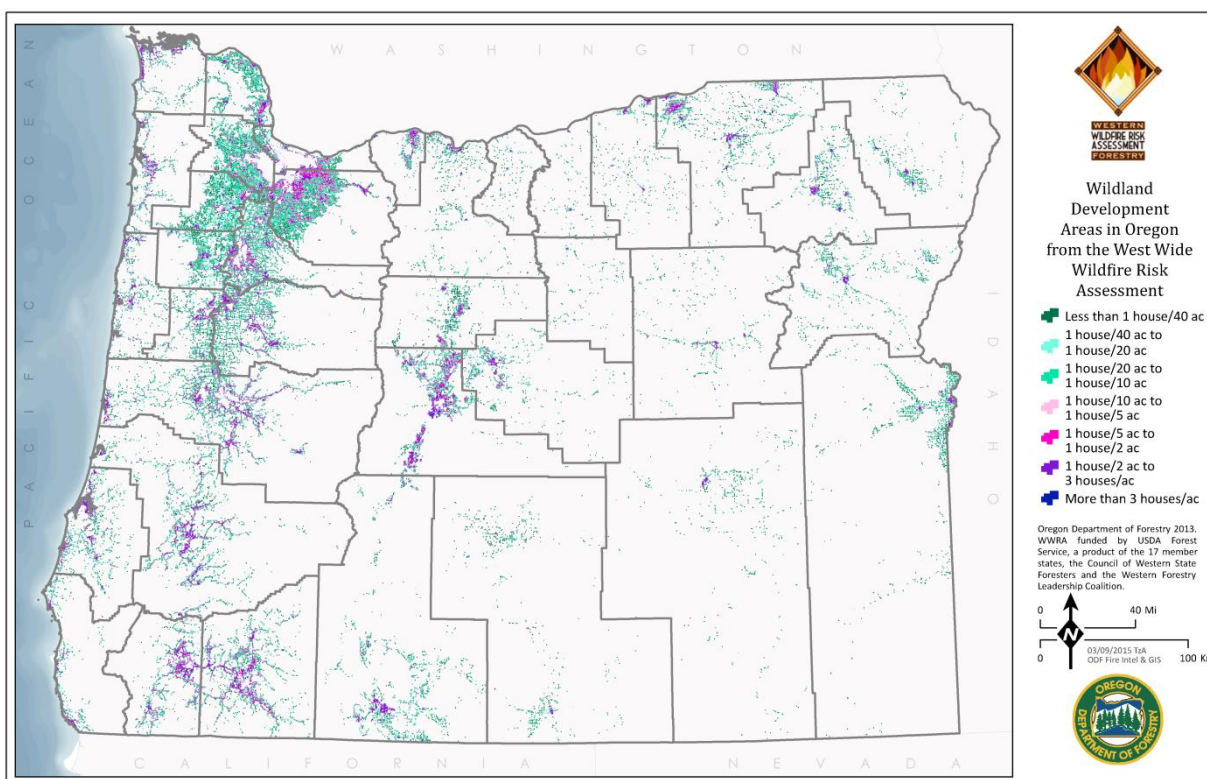 WASHINGTON
PACIFIC OCEAN
IDAHO
CALIFORNIA
NEVADA
WESTERN
WILDFIRE RISK
ASSESSMENT
FORESTRY
Wildland
Development
Areas in Oregon
from the West Wide
Wildfire Risk
Assessment
Less than 1 house/40 ac
1 house/40 ac to
1 house/20 ac
1 house/20 ac to
1 house/10 ac
1 house/10 ac to
1 house/5 ac
1 house/5 ac to
1 house/2 ac
1 house/2 ac to
3 houses/ac
More than 3 houses/ac
Oregon Department of Forestry 2013.
WWRA funded by USDA Forest
Service, a product of the 17 member
states, the Council of Western State
Foresters and the Western Forestry
Leadership Coalition.
0 40 Mi
N
03/09/2015 TzA
ODF Fire Intel & GIS
0 100 K
OREGON
DEPARTMENT OF FORESTRY